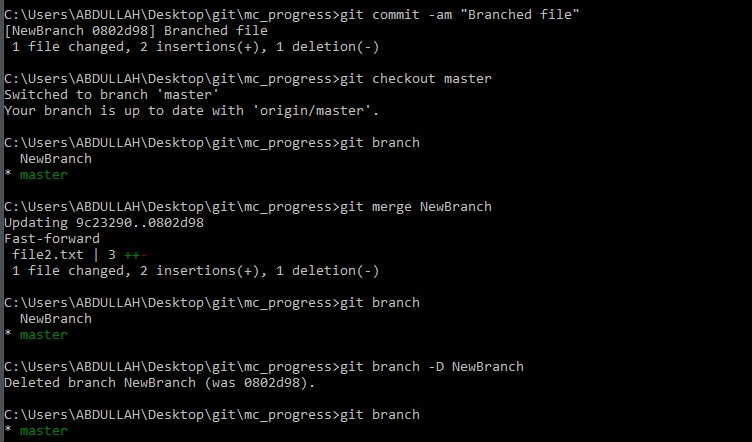 C:\Users\ABDULLAH\Desktop\git\mc_progress>git commit -am "Branched file"
[NewBranch 0802d98] Branched file
 1 file changed, 2 insertions(+), 1 deletion(-)
C:\Users\ABDULLAH\Desktop\git\mc_progress>git checkout master
Switched to branch 'master'
Your branch is up to date with 'origin/master'.
C:\Users\ABDULLAH\Desktop\git\mc_progress>git branch
  NewBranch
* master
C:\Users\ABDULLAH\Desktop\git\mc_progress>git merge NewBranch
Updating 9c23290..0802d98
Fast-forward
 file2.txt | 3 ++-
 1 file changed, 2 insertions(+), 1 deletion(-)
C:\Users\ABDULLAH\Desktop\git\mc_progress>git branch
  NewBranch
* master
C:\Users\ABDULLAH\Desktop\git\mc_progress>git branch -D NewBranch
Deleted branch NewBranch (was 0802d98).
C:\Users\ABDULLAH\Desktop\git\mc_progress>git branch
* master